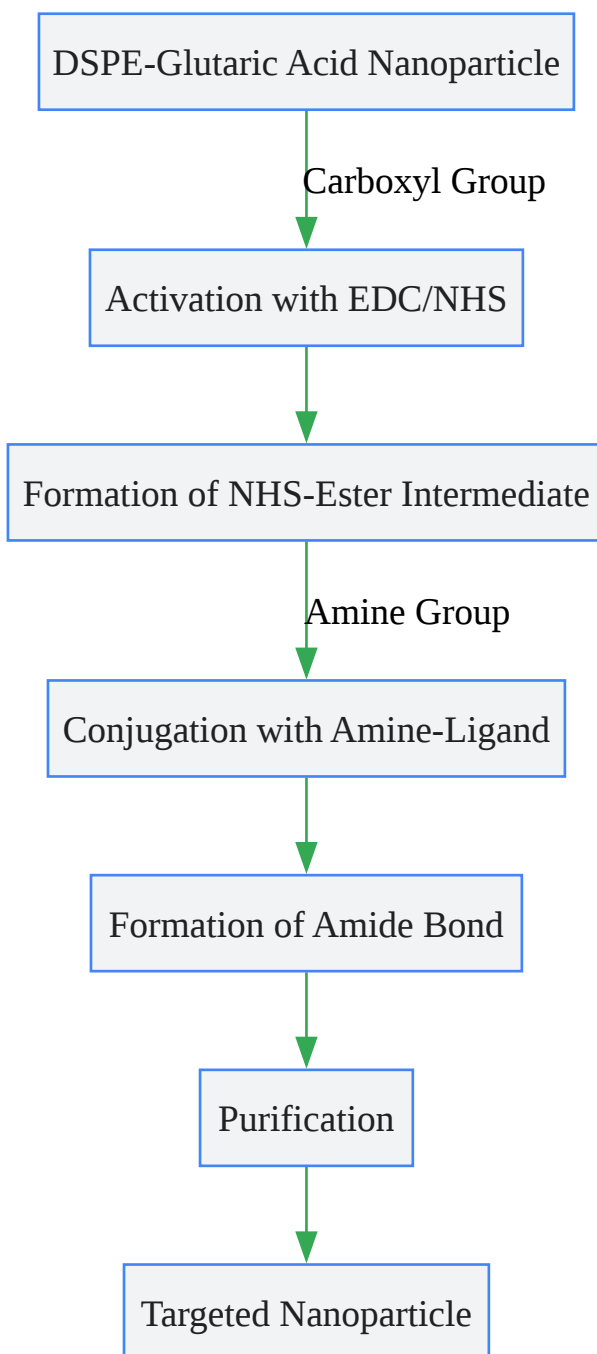 DSPE-Glutaric Acid Nanoparticle
Carboxyl Group
Activation with EDC/NHS
Formation of NHS-Ester Intermediate
Amine Group
Conjugation with Amine-Ligand
Formation of Amide Bond
Purification
Targeted Nanoparticle